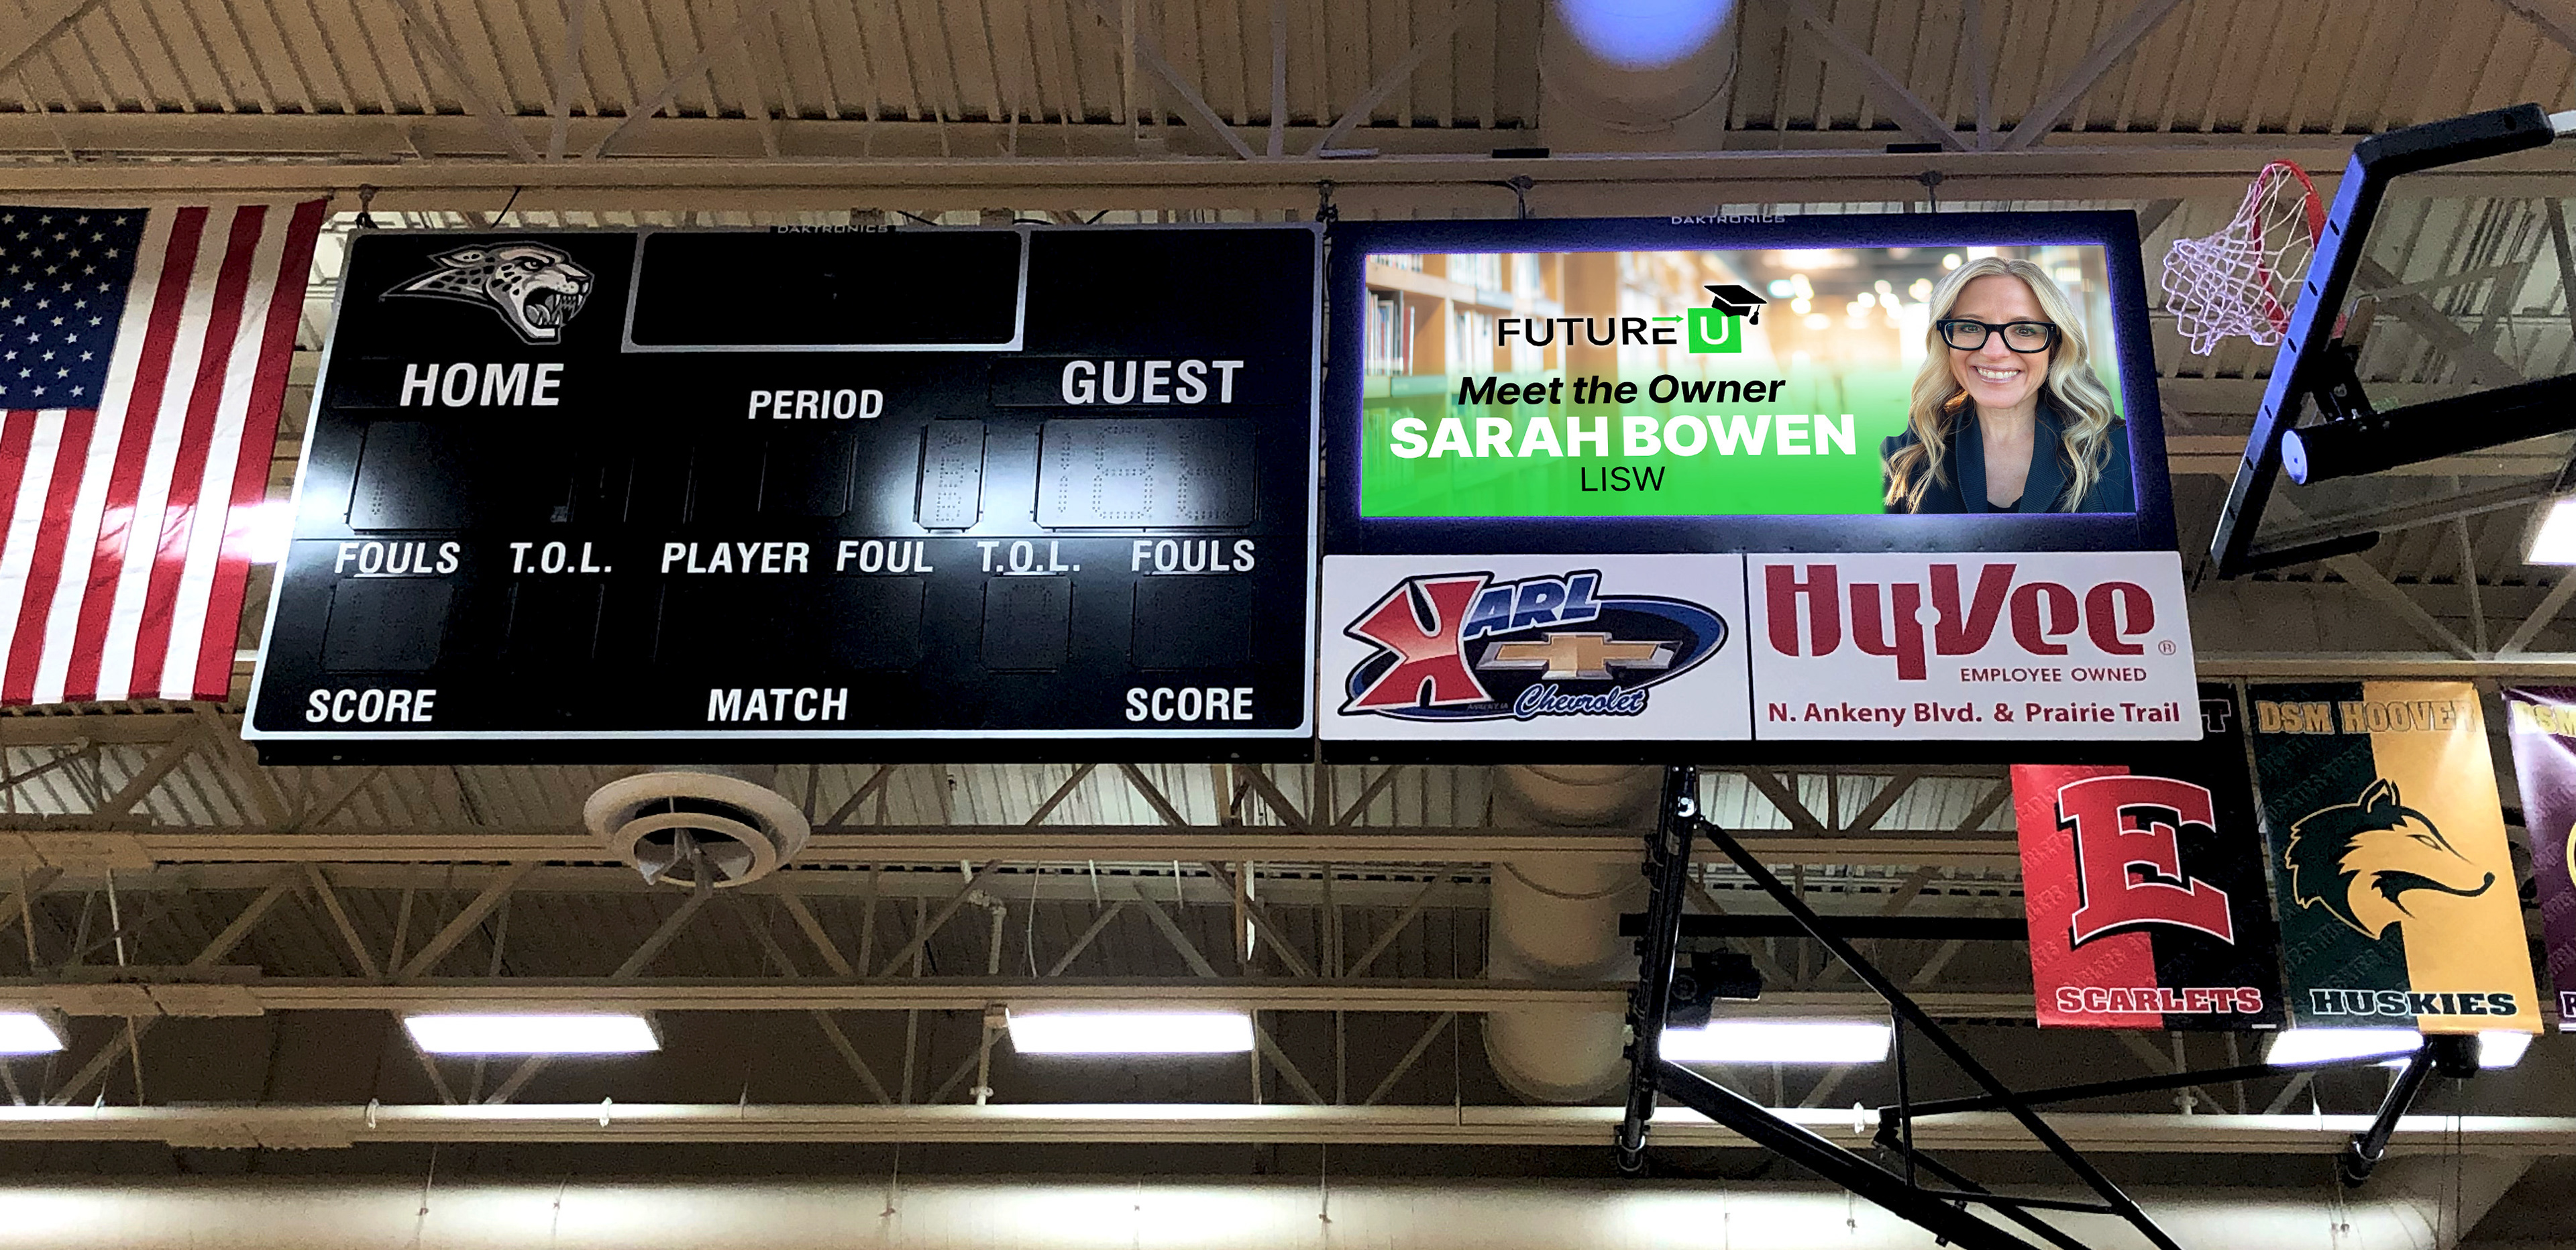 DAKTRONICS
HOME
PERIOD
GUEST
FOULS T.O.L. PLAYER FOUL T.O.L. FOULS
SCORE MATCH SCORE
DAKTRONICS
FUTURE U
Meet the Owner
SARAH BOWEN
LISW
KARL
Chevrolet
HyVee®
EMPLOYEE OWNED
N. Ankeny Blvd. & Prairie Trail
E
SCARLETS
DSM HOOVER
HUSKIES